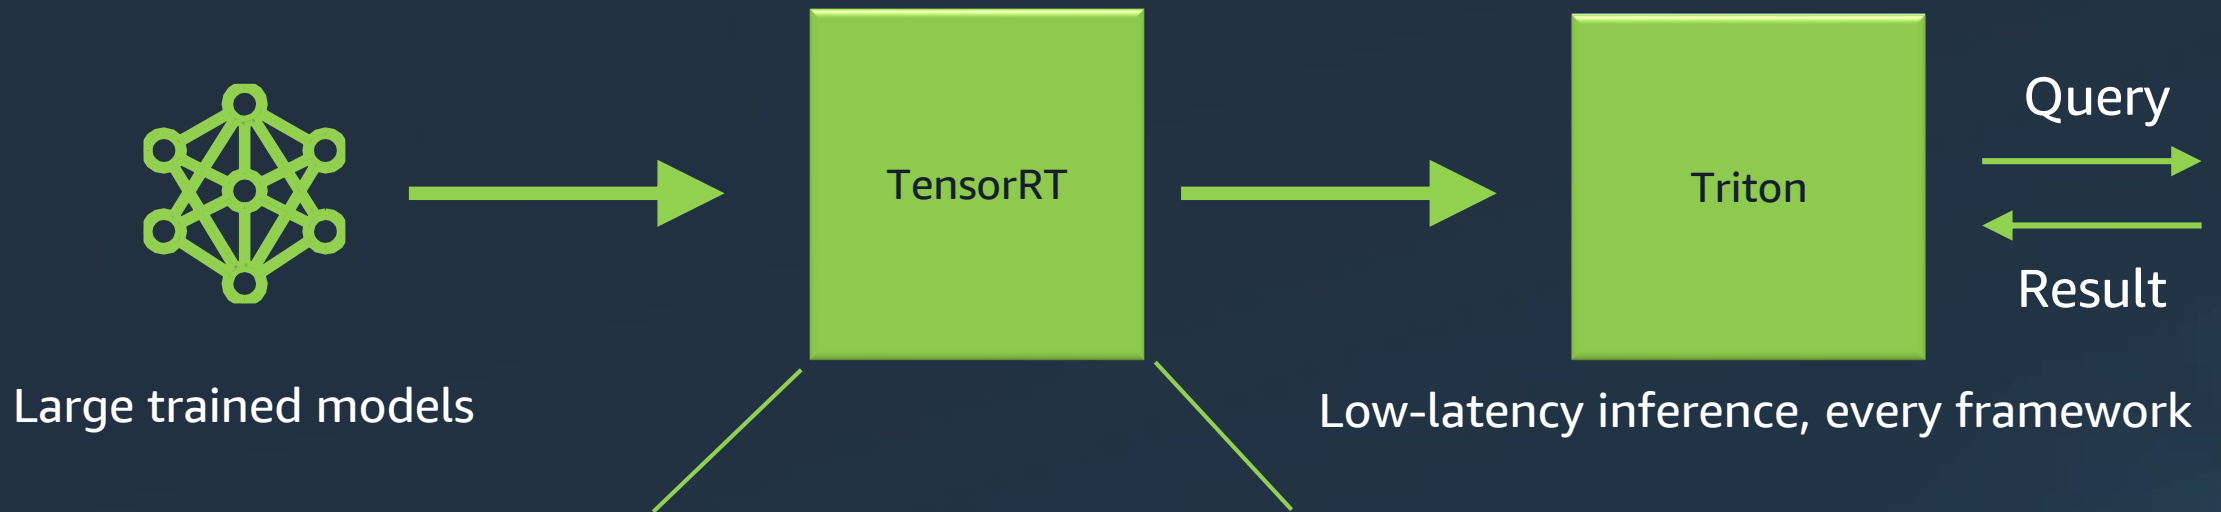 TensorRT
Triton
Query
Result
Large trained models
Low-latency inference, every framework